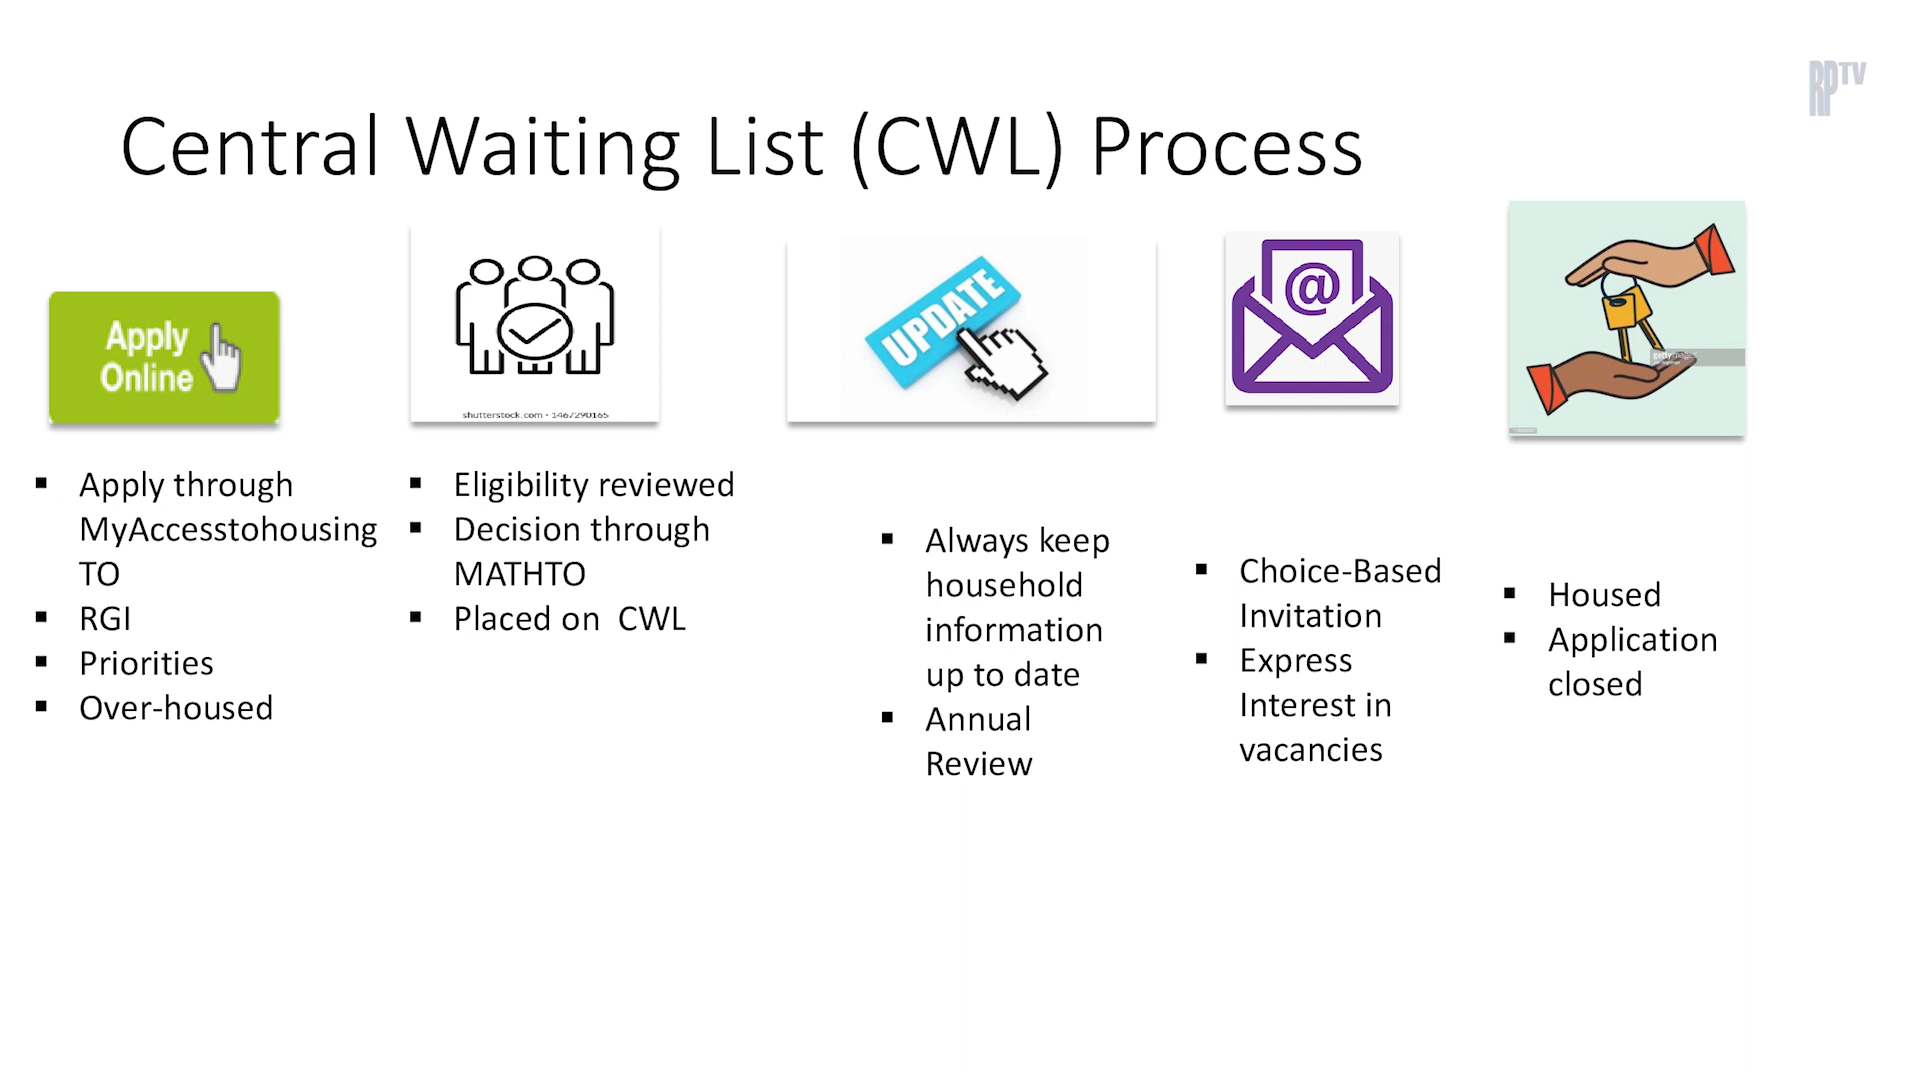 RPTV
Central Waiting List (CWL) Process
Apply
Online
shutterstock.com · 1467290165
UPDATE
@
gettyimages
▪ Apply through
MyAccesstohousing
TO
▪ RGI
▪ Priorities
▪ Over-housed
▪ Eligibility reviewed
▪ Decision through
MATHTO
▪ Placed on CWL
▪ Always keep
household
information
up to date
▪ Annual
Review
▪ Choice-Based
Invitation
▪ Express
Interest in
vacancies
▪ Housed
▪ Application
closed